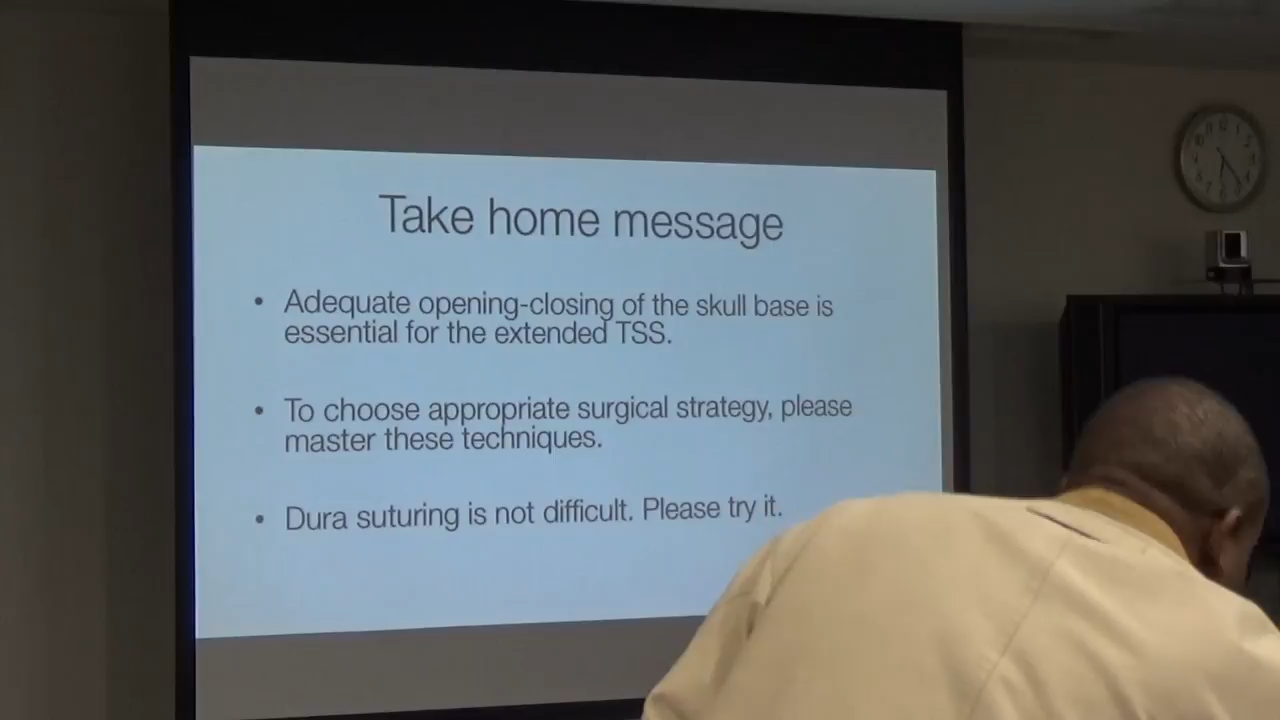 Take home message
• Adequate opening-closing of the skull base is
essential for the extended TSS.
• To choose appropriate surgical strategy, please
master these techniques.
• Dura suturing is not difficult. Please try it.